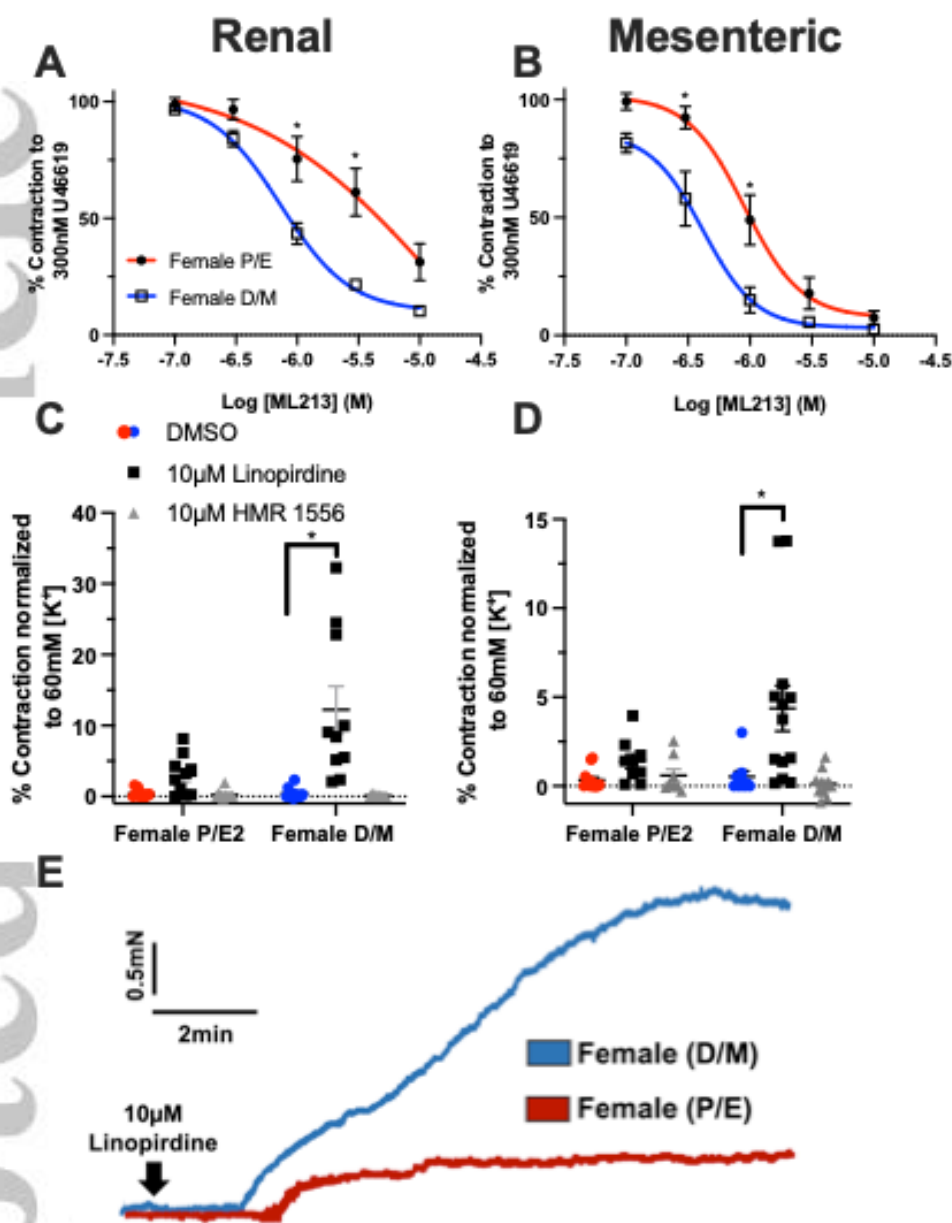 Renal
Mesenteric
A
B
% Contraction to
300nM U46619
100
50
0
Female P/E
Female D/M
-7.5 -7.0 -6.5 -6.0 -5.5 -5.0 -4.5
Log [ML213] (M)
% Contraction to
300nM U46619
100
50
0
* *
* *
-7.5 -7.0 -6.5 -6.0 -5.5 -5.0 -4.5
Log [ML213] (M)
C
D
DMSO
10µM Linopirdine
10µM HMR 1556
% Contraction normalized
to 60mM [K⁺]
40
30
20
10
0
*
Female P/E2 Female D/M
% Contraction normalized
to 60mM [K⁺]
15
10
5
0
*
Female P/E2 Female D/M
E
0.5mN
2min
10µM
Linopirdine
Female (D/M)
Female (P/E)